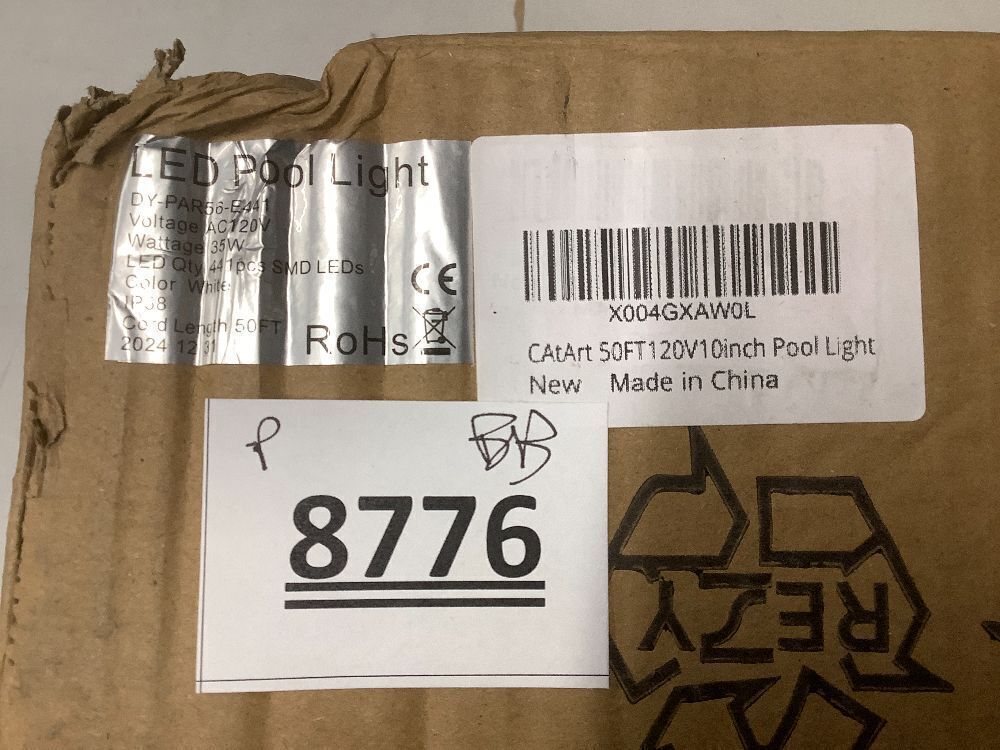 LED Pool Light
DY-PAR56-E441
Voltage AC120V
Wattage 35W
LED Qty 441pcs SMD LEDs
Color White
IP68
Cord Length 50FT
2024 12 31
CE
RoHs
X004GXAW0L
CAtArt 50FT120V10inch Pool Light
New Made in China
P
BNB
8776
REZY